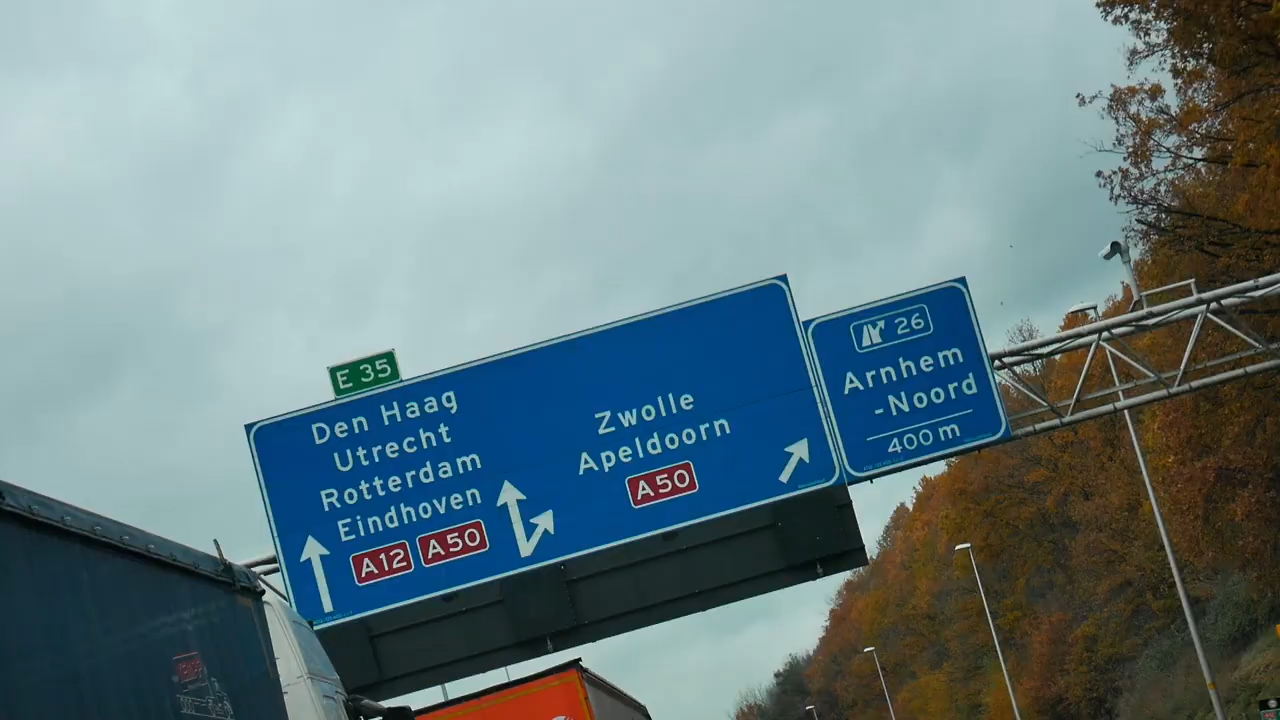 E 35
Den Haag
Utrecht
Rotterdam
Eindhoven
A12 A50
Zwolle
Apeldoorn
A50
26
Arnhem
-Noord
400 m